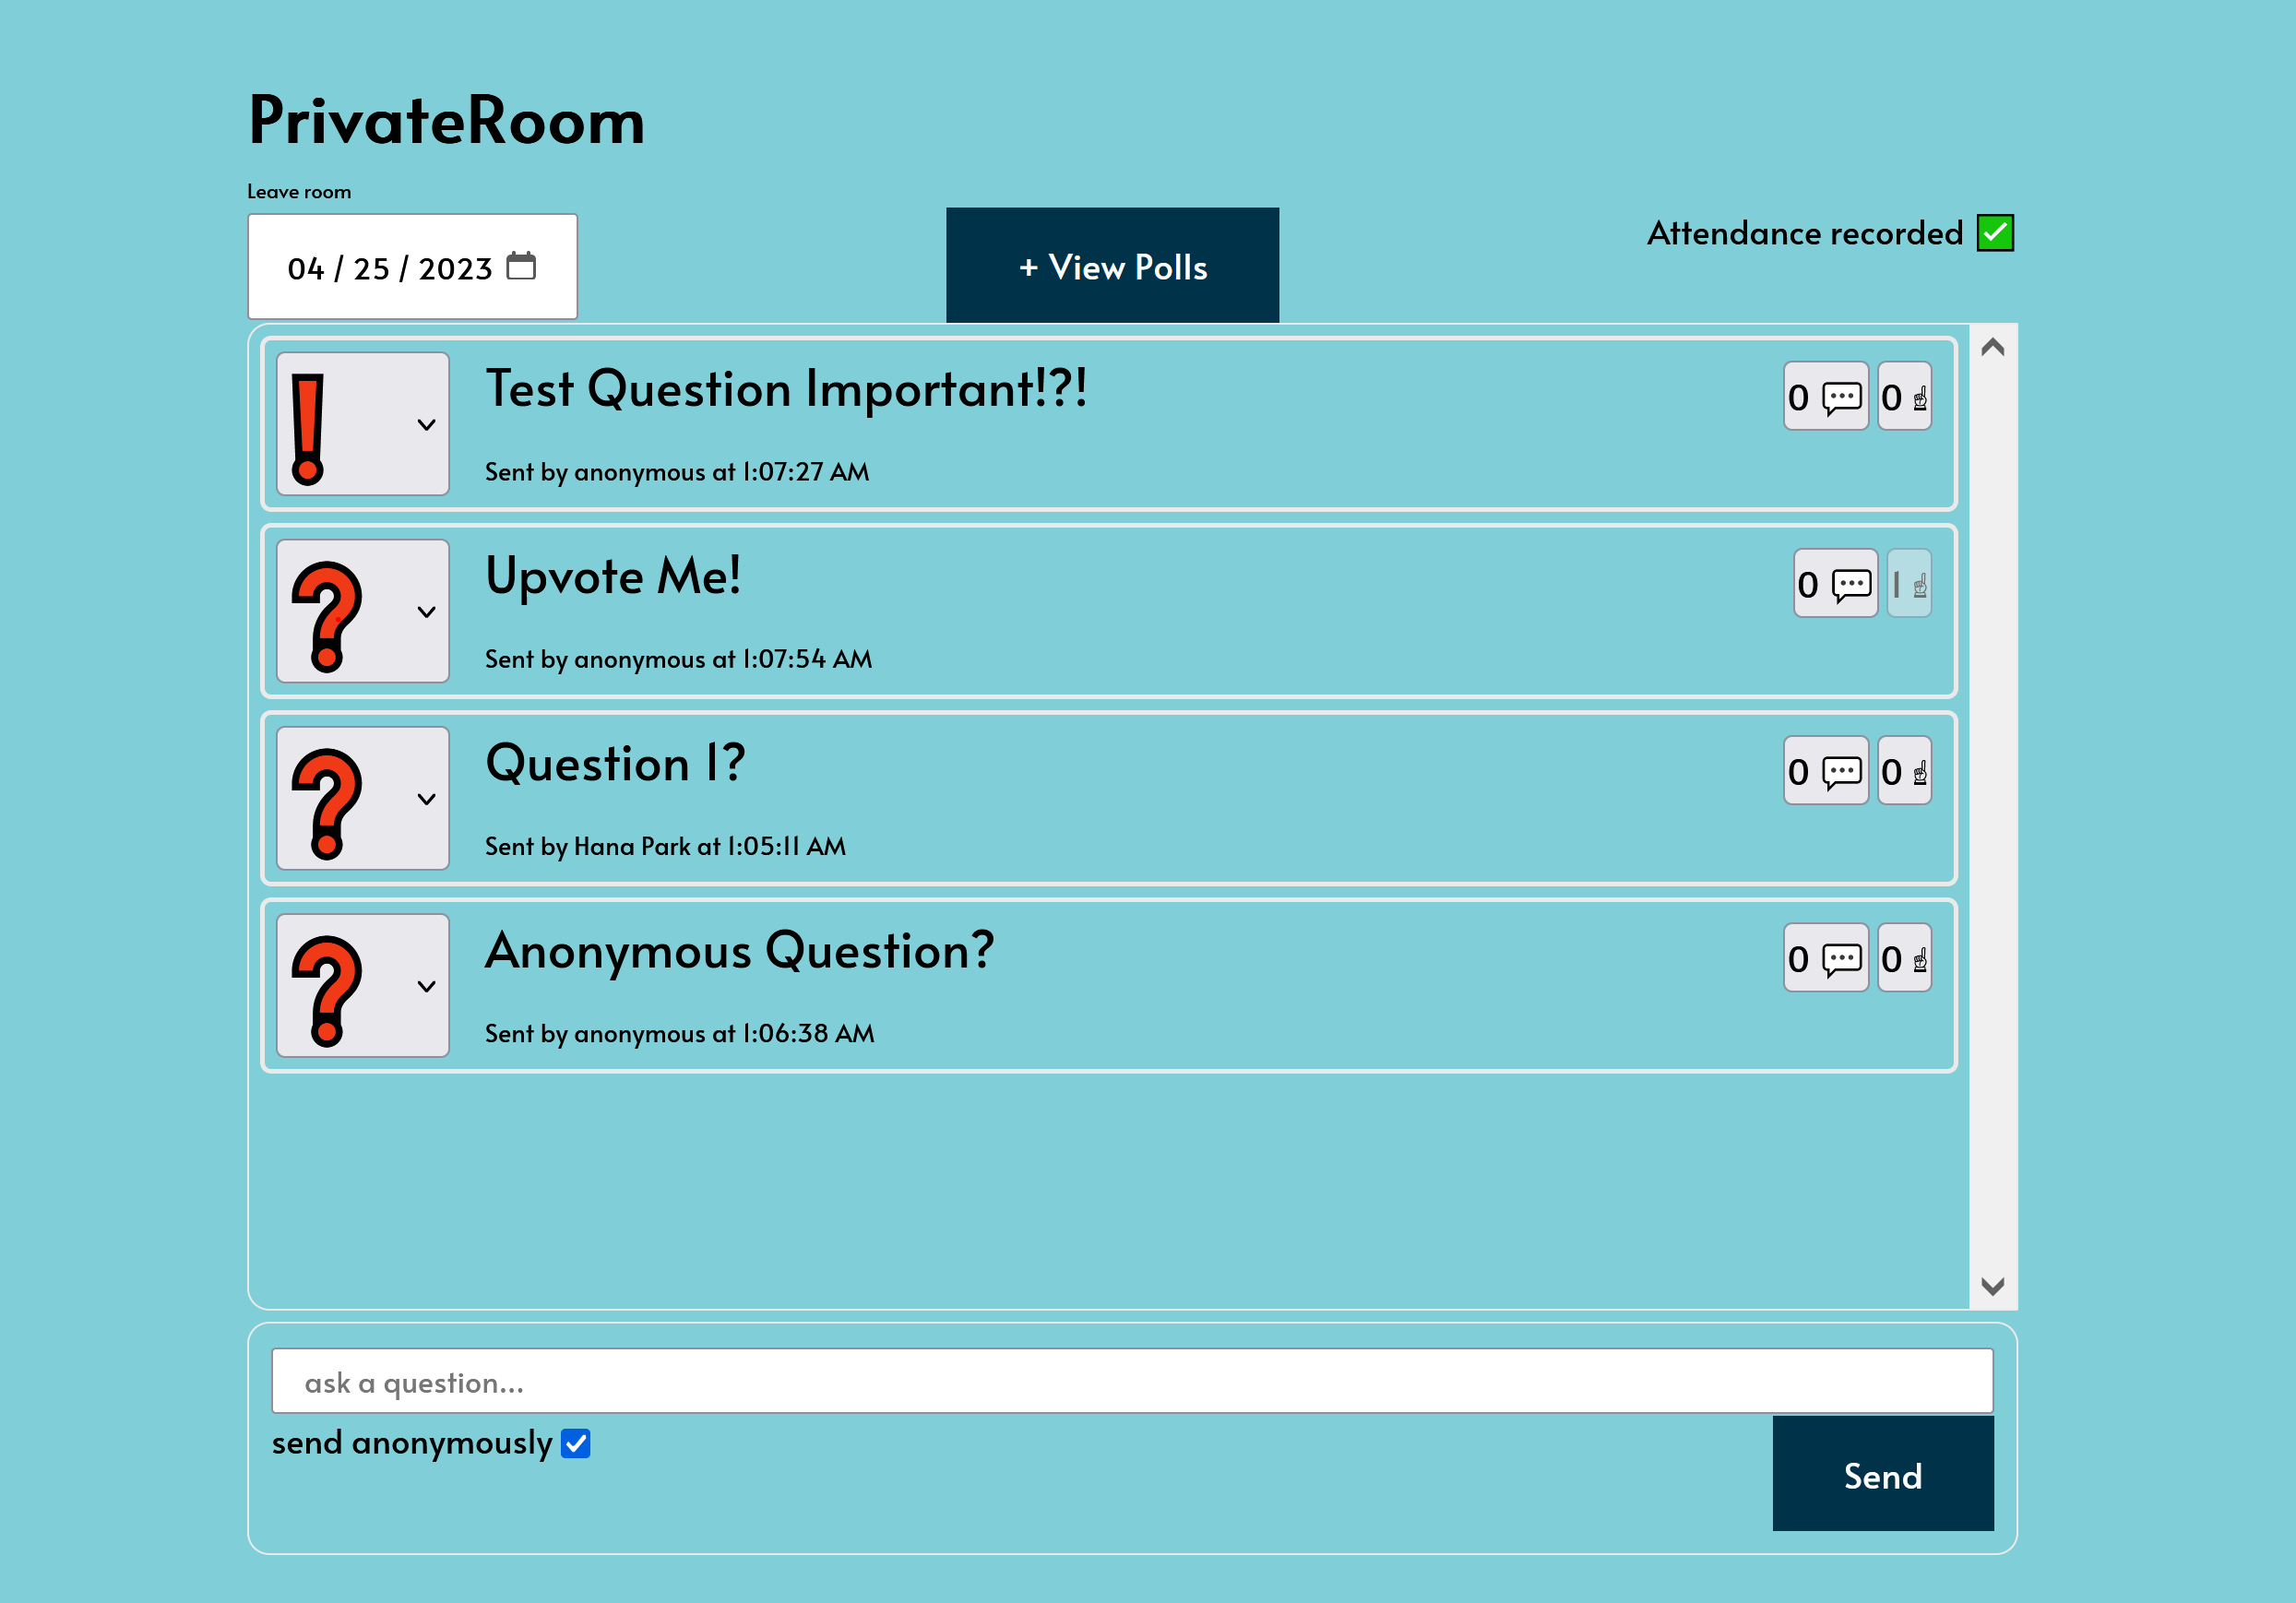 PrivateRoom
Leave room
04 / 25 / 2023
+ View Polls
Attendance recorded
Test Question Important!?!
0 0
Sent by anonymous at 1:07:27 AM
Upvote Me!
0 1
Sent by anonymous at 1:07:54 AM
Question 1?
0 0
Sent by Hana Park at 1:05:11 AM
Anonymous Question?
0 0
Sent by anonymous at 1:06:38 AM
ask a question...
send anonymously
Send